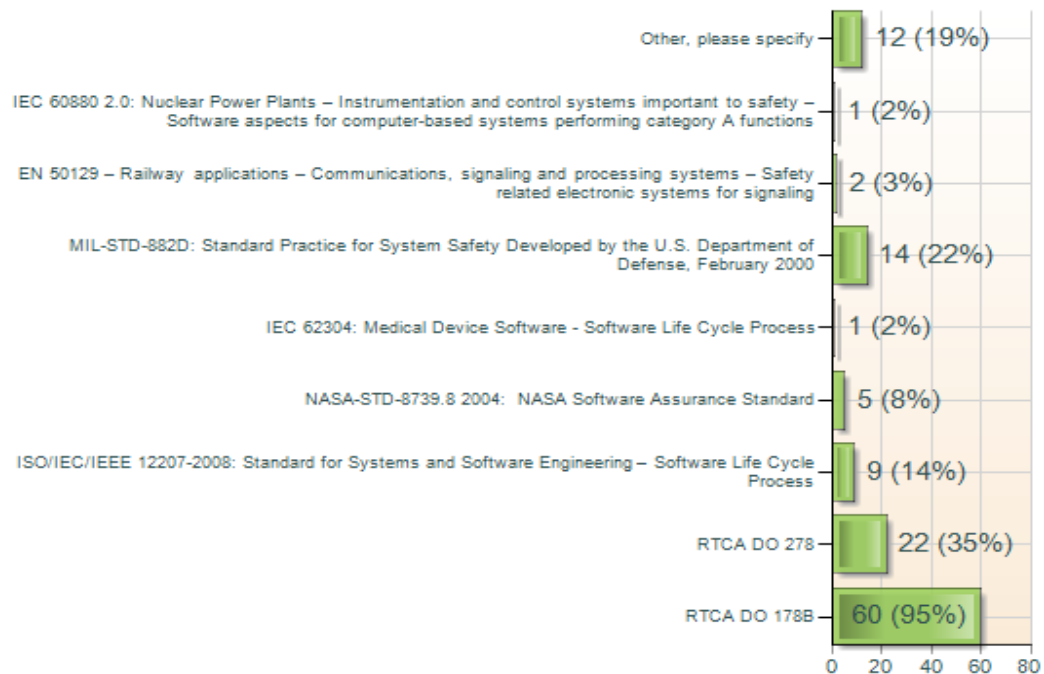 Other, please specify
12 (19%)
IEC 60880 2.0: Nuclear Power Plants – Instrumentation and control systems important to safety –
Software aspects for computer-based systems performing category A functions
1 (2%)
EN 50129 – Railway applications – Communications, signaling and processing systems – Safety
related electronic systems for signaling
2 (3%)
MIL-STD-882D: Standard Practice for System Safety Developed by the U.S. Department of
Defense, February 2000
14 (22%)
IEC 62304: Medical Device Software - Software Life Cycle Process
1 (2%)
NASA-STD-8739.8 2004: NASA Software Assurance Standard
5 (8%)
ISO/IEC/IEEE 12207-2008: Standard for Systems and Software Engineering – Software Life Cycle
Process
9 (14%)
RTCA DO 278
22 (35%)
RTCA DO 178B
60 (95%)
0 20 40 60 80